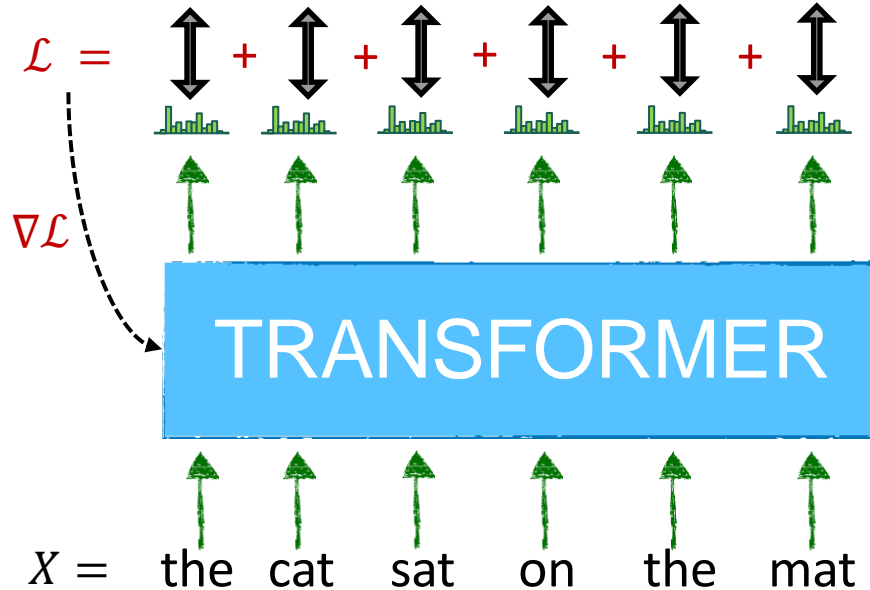 ℒ = + + + + +
∇ℒ
TRANSFORMER
X = the cat sat on the mat